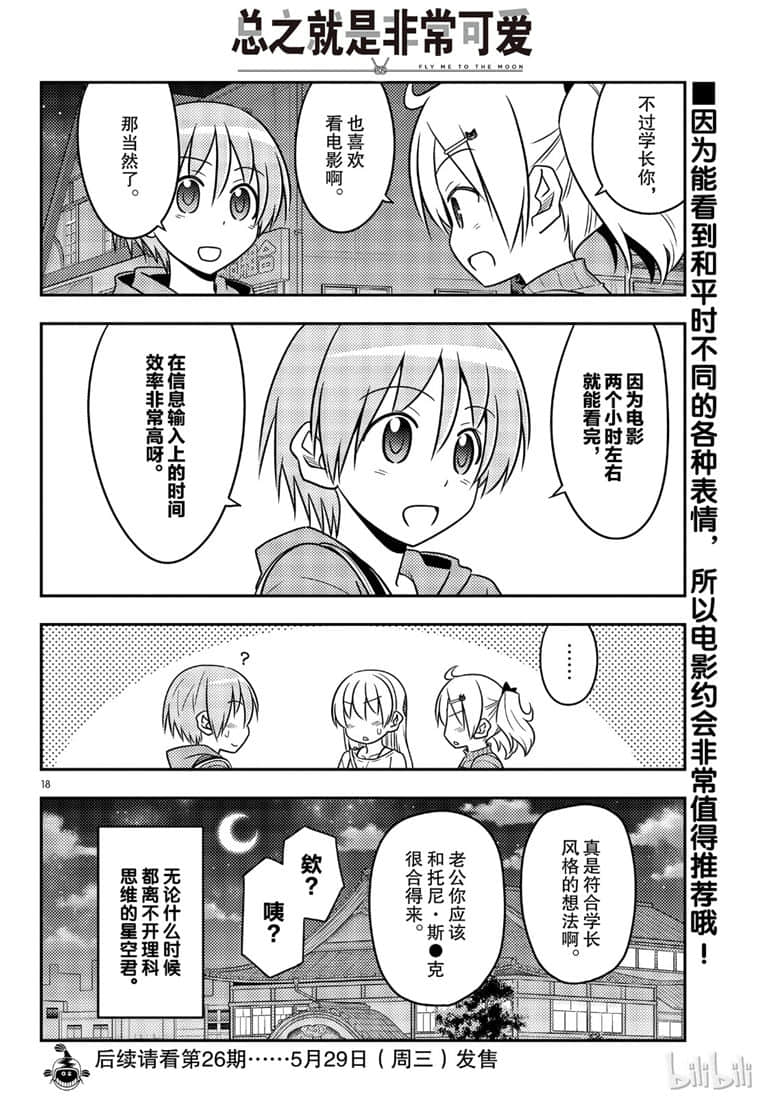 总之就是非常可爱
FLY ME TO THE MOON
■因为能看到和平时不同的各种表情，所以电影约会非常值得推荐哦！
不过学长你，
也喜欢
看电影啊。
那当然了。
因为电影
两个小时左右
就能看完，
在信息输入上的时间
效率非常高呀。
……
?
18
真是符合学长
风格的想法啊。
老公你应该
和托尼·斯●克
很合得来。
欸？
咦？
无论什么时候
都离不开理科
思维的星空君。
后续请看第26期……5月29日（周三）发售
bilibili